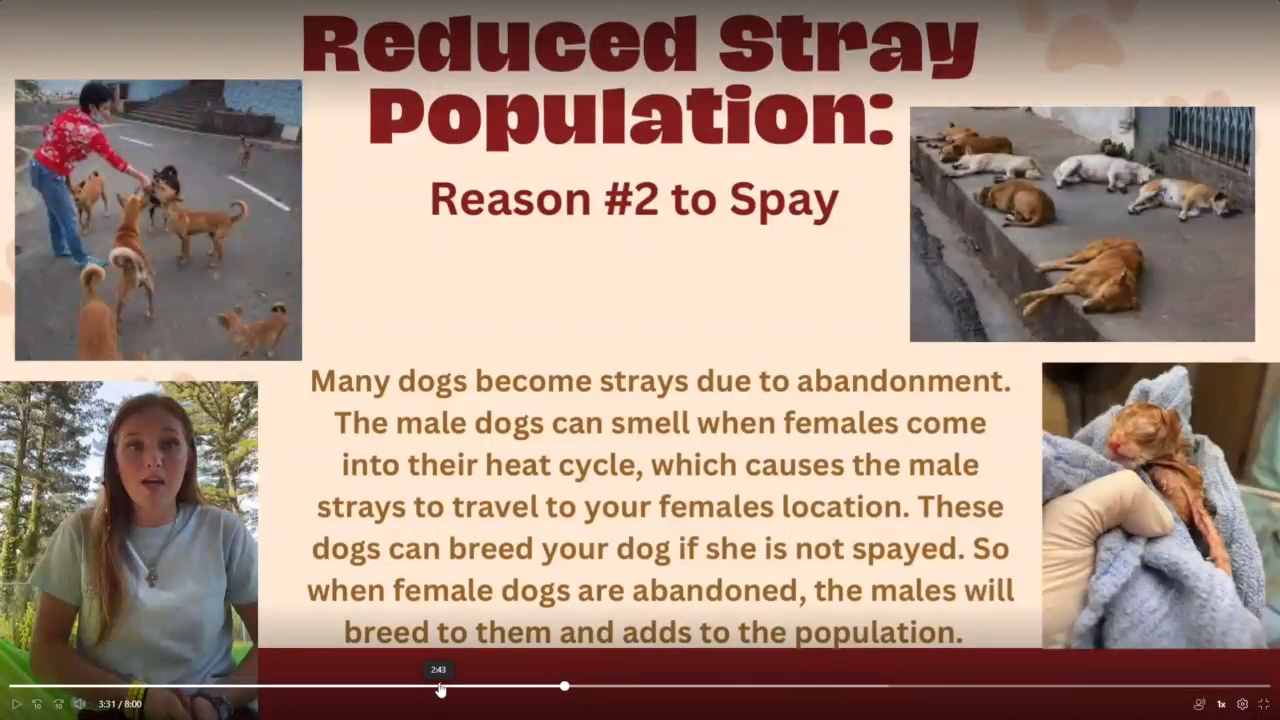 Reduced Stray
Population:
Reason #2 to Spay
Many dogs become strays due to abandonment.
The male dogs can smell when females come
into their heat cycle, which causes the male
strays to travel to your females location. These
dogs can breed your dog if she is not spayed. So
when female dogs are abandoned, the males will
breed to them and adds to the population.
2:43
10 10 3:31 / 8:00 1x